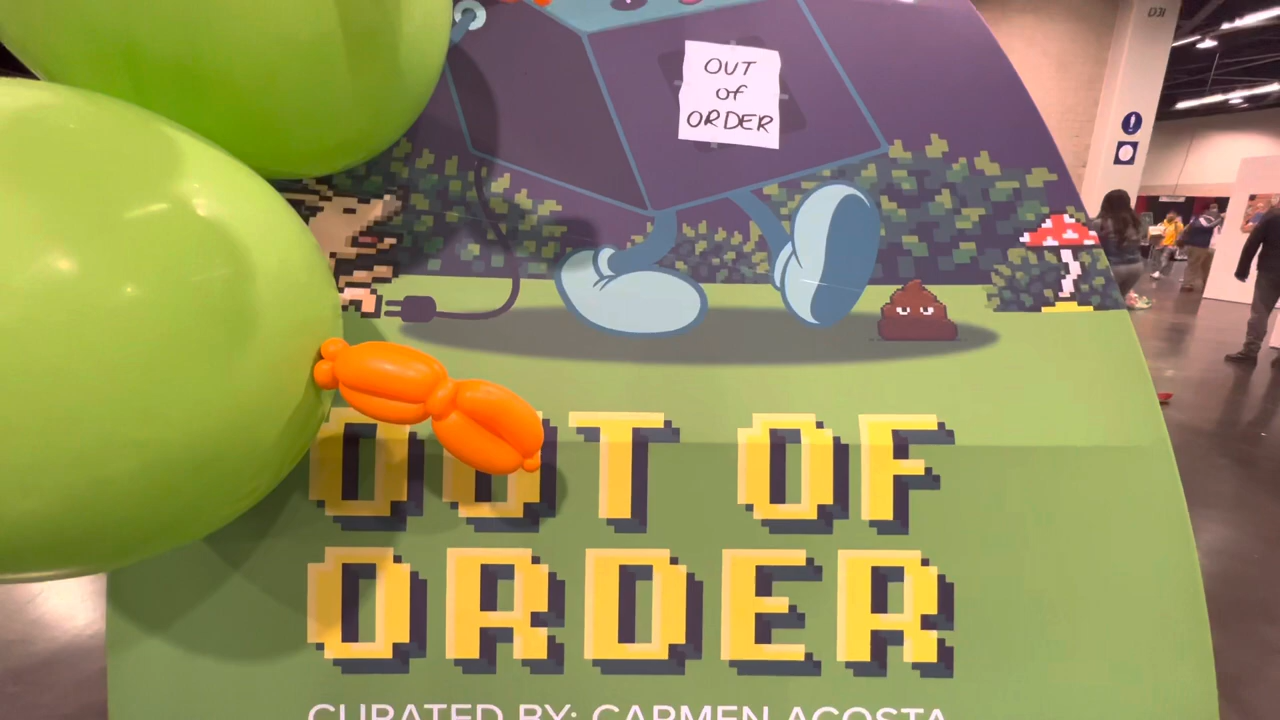 OUT
of
ORDER
OUT OF
ORDER
CURATED BY: CARMEN ACOSTA